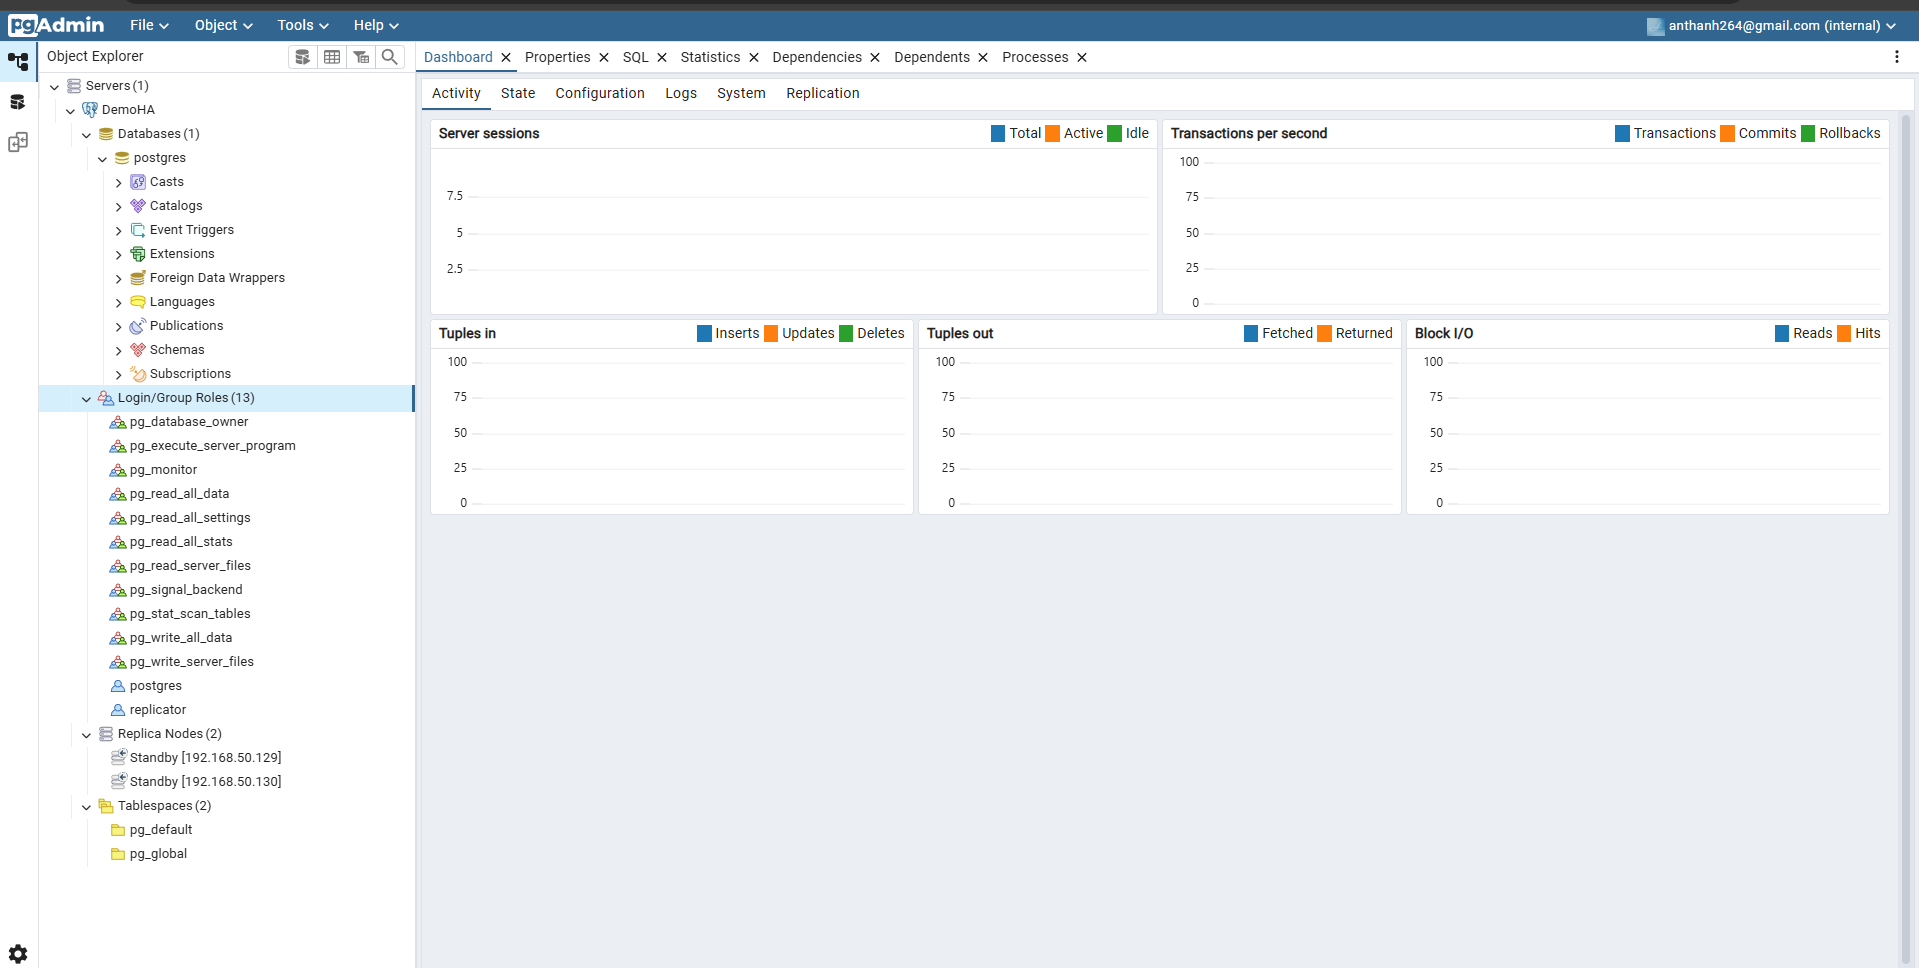 pgAdmin File Object Tools Help anthanh264@gmail.com (internal)
Object Explorer
Dashboard Properties SQL Statistics Dependencies Dependents Processes
Servers (1)
DemoHA
Databases (1)
postgres
Casts
Catalogs
Event Triggers
Extensions
Foreign Data Wrappers
Languages
Publications
Schemas
Subscriptions
Login/Group Roles (13)
pg_database_owner
pg_execute_server_program
pg_monitor
pg_read_all_data
pg_read_all_settings
pg_read_all_stats
pg_read_server_files
pg_signal_backend
pg_stat_scan_tables
pg_write_all_data
pg_write_server_files
postgres
replicator
Replica Nodes (2)
Standby [192.168.50.129]
Standby [192.168.50.130]
Tablespaces (2)
pg_default
pg_global
Activity State Configuration Logs System Replication
Server sessions Total Active Idle
7.5
5
2.5
Transactions per second Transactions Commits Rollbacks
100
75
50
25
0
Tuples in Inserts Updates Deletes
100
75
50
25
0
Tuples out Fetched Returned
100
75
50
25
0
Block I/O Reads Hits
100
75
50
25
0